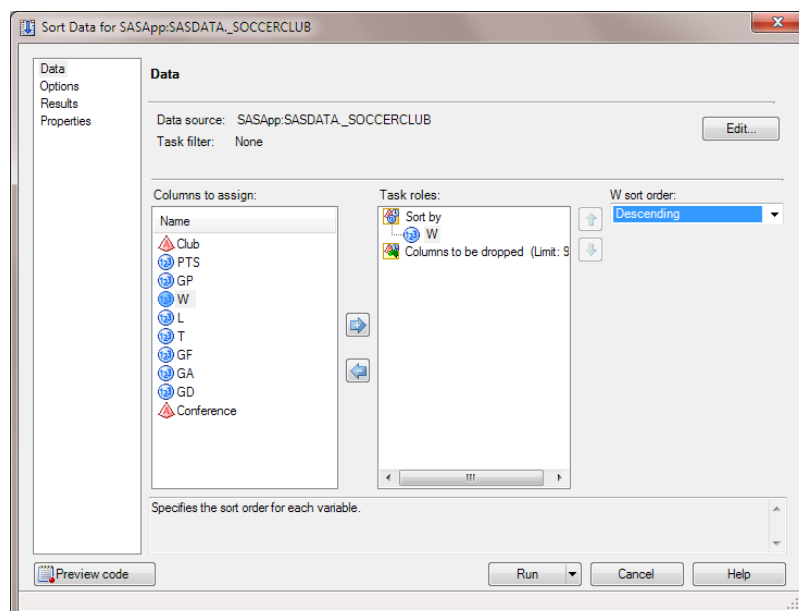 Sort Data for SASApp:SASDATA._SOCCERCLUB
x
Data
Options
Results
Properties
Data
Data source: SASApp:SASDATA._SOCCERCLUB
Task filter: None
Edit...
Columns to assign:
Name
Club
PTS
GP
W
L
T
GF
GA
GD
Conference
Task roles:
Sort by
W
Columns to be dropped (Limit: 9
W sort order:
Descending
Specifies the sort order for each variable.
Preview code
Run
Cancel
Help